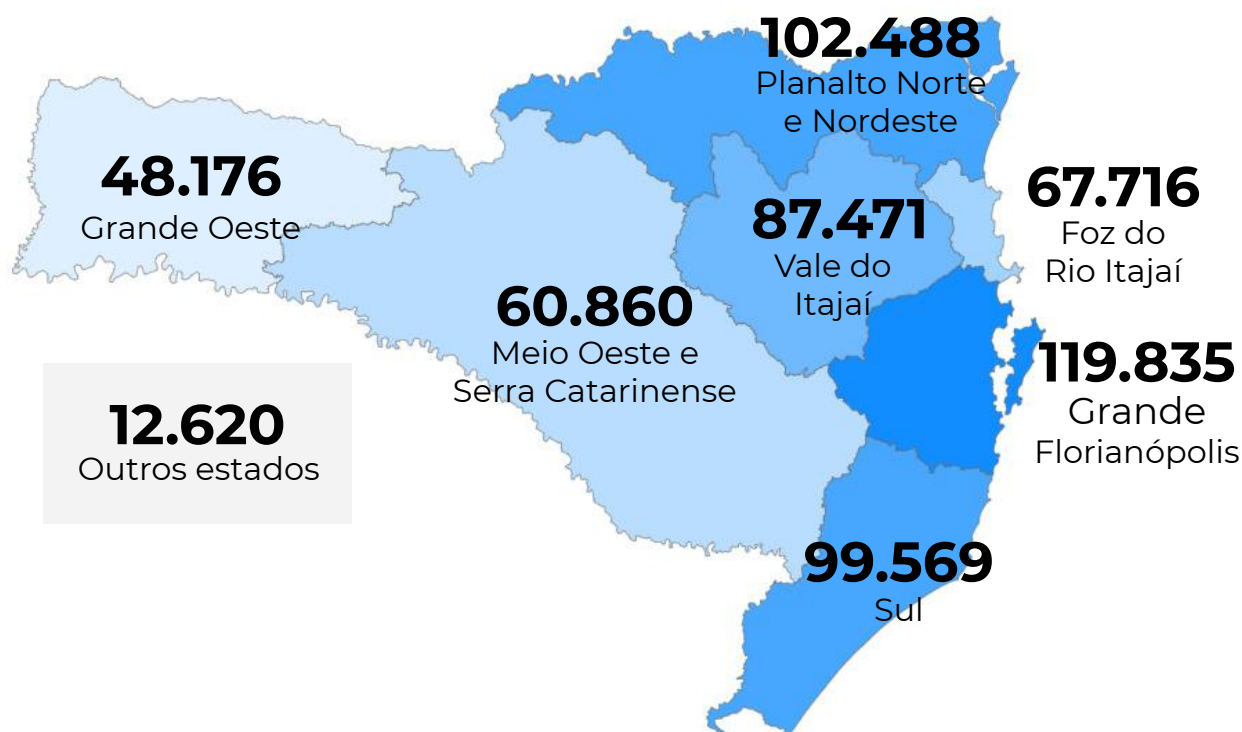 102.488
Planalto Norte
e Nordeste
48.176
Grande Oeste
87.471
Vale do
Itajaí
67.716
Foz do
Rio Itajaí
60.860
Meio Oeste e
Serra Catarinense
119.835
Grande
Florianópolis
12.620
Outros estados
99.569
Sul